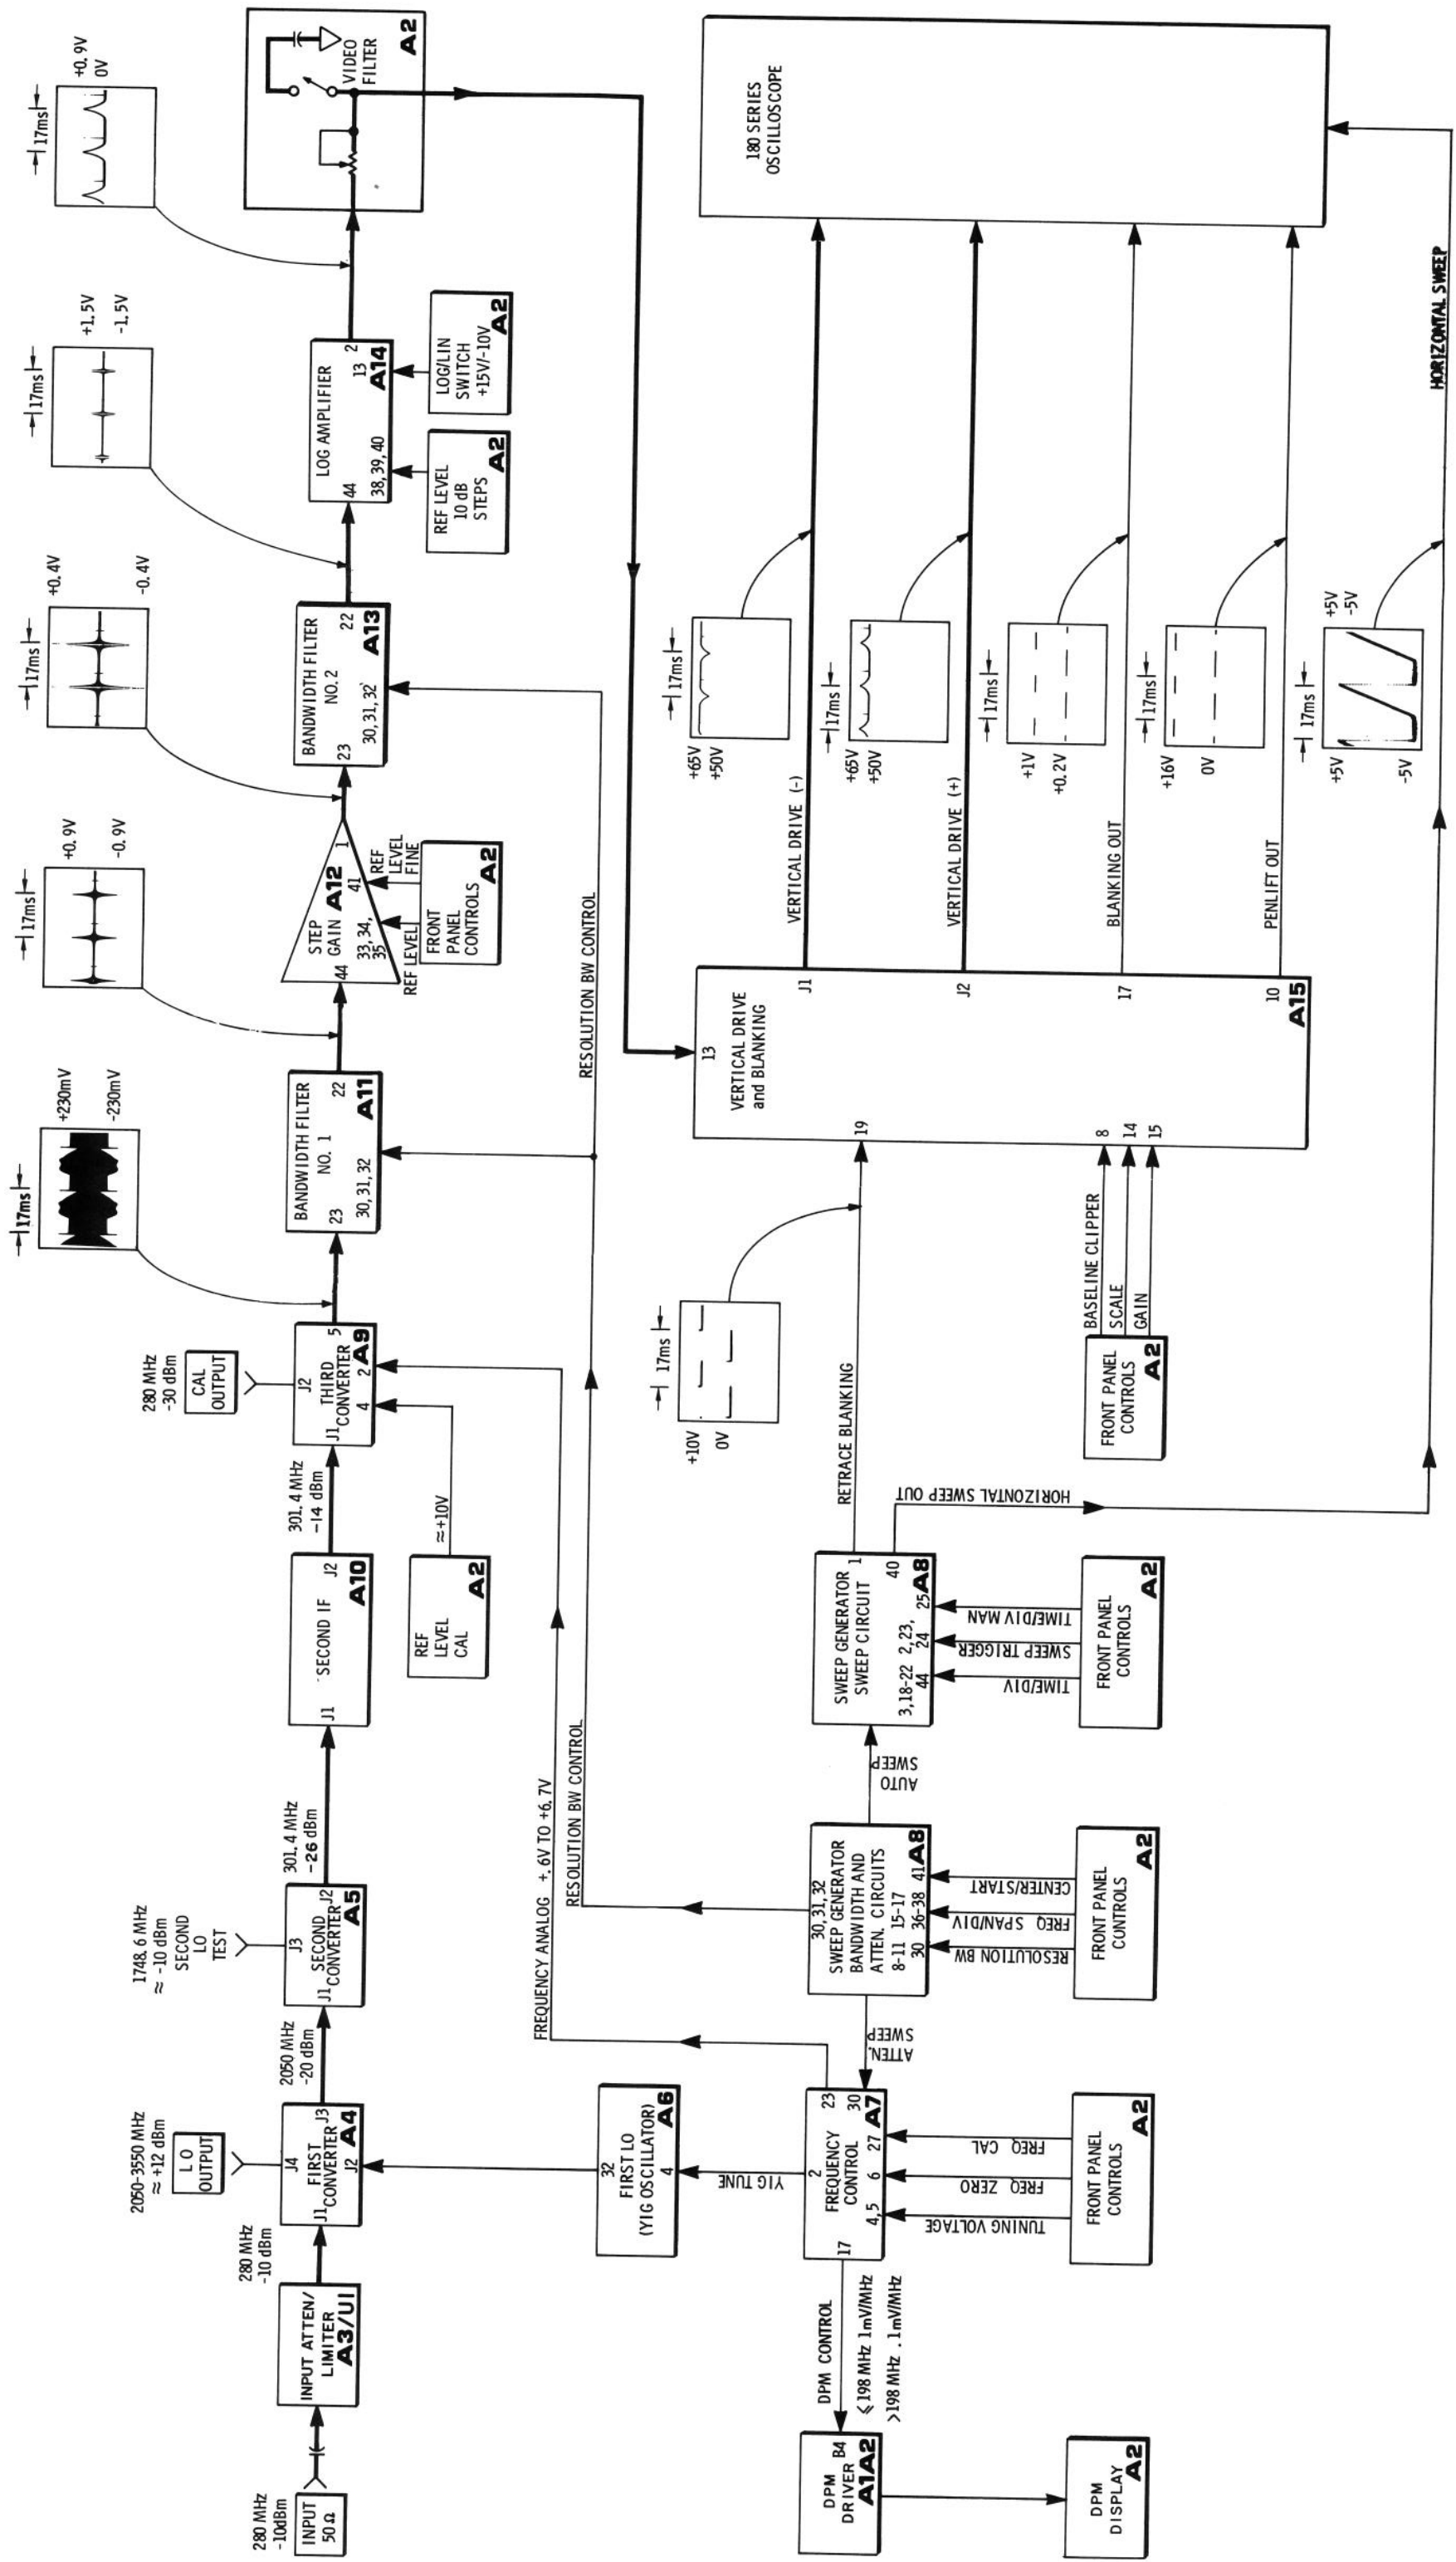 280 MHz
-10dBm
INPUT
50 Ω
INPUT ATTEN/
LIMITER
A3/U1
280 MHz
-10 dBm
2050-3550 MHz
≈ +12 dBm
LO
OUTPUT
J4
J1
FIRST
CONVERTER
J3
J2
A4
2050 MHz
-20 dBm
1748.6 MHz
≈ -10 dBm
SECOND
LO
TEST
J3
J1
SECOND
CONVERTER
J2
A5
301.4 MHz
-26 dBm
J1
SECOND IF
J2
A10
301.4 MHz
-14 dBm
REF
LEVEL
CAL
A2
≈+10V
280 MHz
-30 dBm
CAL
OUTPUT
J2
J1
THIRD
CONVERTER
5
4
2
A9
17ms
+230mV
-230mV
BANDWIDTH FILTER
NO. 1
23
22
30,31,32
A11
17ms
+0.9V
-0.9V
44
STEP
GAIN
A12
1
33,34,
35
41
REF LEVEL
REF
LEVEL
FINE
FRONT
PANEL
CONTROLS
A2
17ms
+0.4V
-0.4V
BANDWIDTH FILTER
NO.2
23
22
30,31,32
A13
17ms
+1.5V
-1.5V
LOG AMPLIFIER
44
2
38,39,40
13
A14
REF LEVEL
10 dB
STEPS
A2
LOG/LIN
SWITCH
+15V/-10V
A2
17ms
+0.9V
0V
VIDEO
FILTER
A2
FREQUENCY ANALOG +.6V TO +6.7V
RESOLUTION BW CONTROL
RESOLUTION BW CONTROL
32
FIRST LO
(YIG OSCILLATOR)
4
A6
YIG TUNE
DPM
DRIVER
B4
A1A2
DPM
DISPLAY
A2
DPM CONTROL
≤198 MHz 1mV/MHz
>198 MHz .1mV/MHz
17
2
23
FREQUENCY
CONTROL
30
4,5
6
27
A7
TUNING VOLTAGE
FREQ ZERO
FREQ CAL
FRONT PANEL
CONTROLS
A2
ATTEN.
SWEEP
30,31,32
SWEEP GENERATOR
BANDWIDTH AND
ATTEN. CIRCUITS
8-11 15-17
30 36-38 41
A8
RESOLUTION BW
FREQ SPAN/DIV
CENTER/START
FRONT PANEL
CONTROLS
A2
AUTO
SWEEP
SWEEP GENERATOR
SWEEP CIRCUIT
1
40
3,18-22 2,23,
44 24 25
A8
TIME/DIV
SWEEP TRIGGER
TIME/DIV MAN
FRONT PANEL
CONTROLS
A2
RETRACE BLANKING
HORIZONTAL SWEEP OUT
17ms
+10V
0V
FRONT PANEL
CONTROLS
A2
BASELINE CLIPPER
SCALE
GAIN
13
VERTICAL DRIVE
and BLANKING
19
8
14
15
J1
J2
17
10
A15
VERTICAL DRIVE (-)
VERTICAL DRIVE (+)
BLANKING OUT
PENLIFT OUT
+65V
+50V
17ms
+65V
+50V
17ms
+1V
+0.2V
17ms
+16V
0V
17ms
+5V
-5V
17ms
+5V
-5V
180 SERIES
OSCILLOSCOPE
HORIZONTAL SWEEP